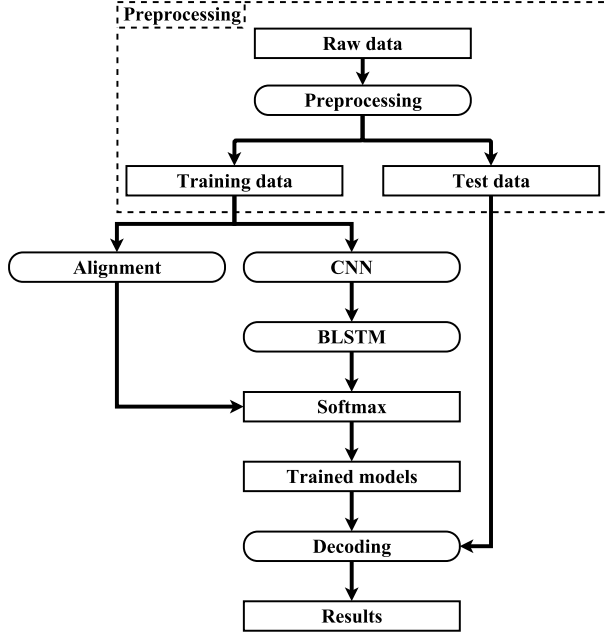 Preprocessing
Raw data
Preprocessing
Training data
Test data
Alignment
CNN
BLSTM
Softmax
Trained models
Decoding
Results